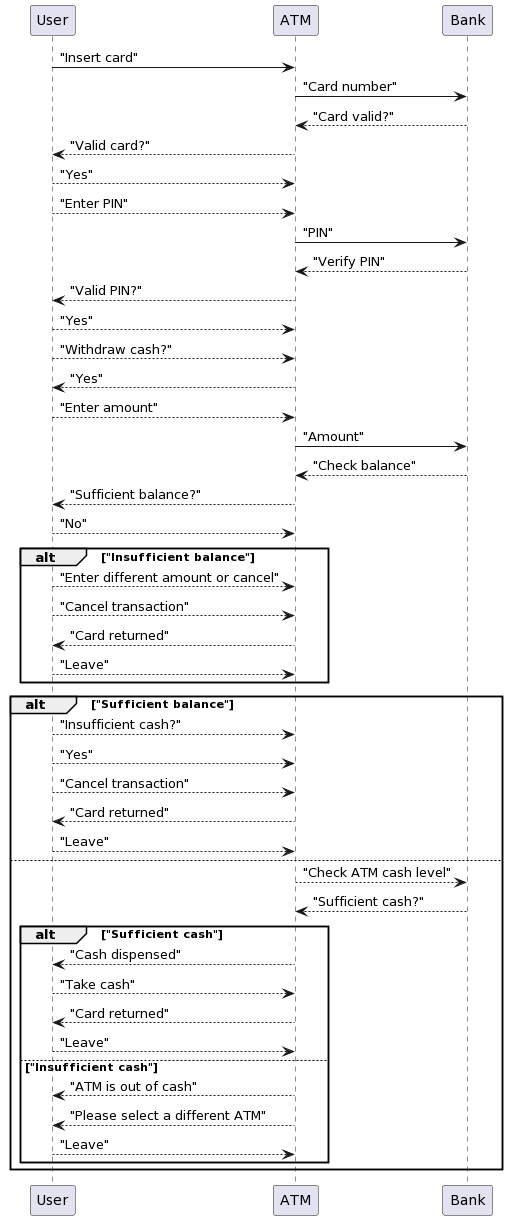 User ATM Bank
"Insert card"
"Card number"
"Card valid?"
"Valid card?"
"Yes"
"Enter PIN"
"PIN"
"Verify PIN"
"Valid PIN?"
"Yes"
"Withdraw cash?"
"Yes"
"Enter amount"
"Amount"
"Check balance"
"Sufficient balance?"
"No"
alt ["Insufficient balance"]
"Enter different amount or cancel"
"Cancel transaction"
"Card returned"
"Leave"
alt ["Sufficient balance"]
"Insufficient cash?"
"Yes"
"Cancel transaction"
"Card returned"
"Leave"
"Check ATM cash level"
"Sufficient cash?"
alt ["Sufficient cash"]
"Cash dispensed"
"Take cash"
"Card returned"
"Leave"
["Insufficient cash"]
"ATM is out of cash"
"Please select a different ATM"
"Leave"
User ATM Bank